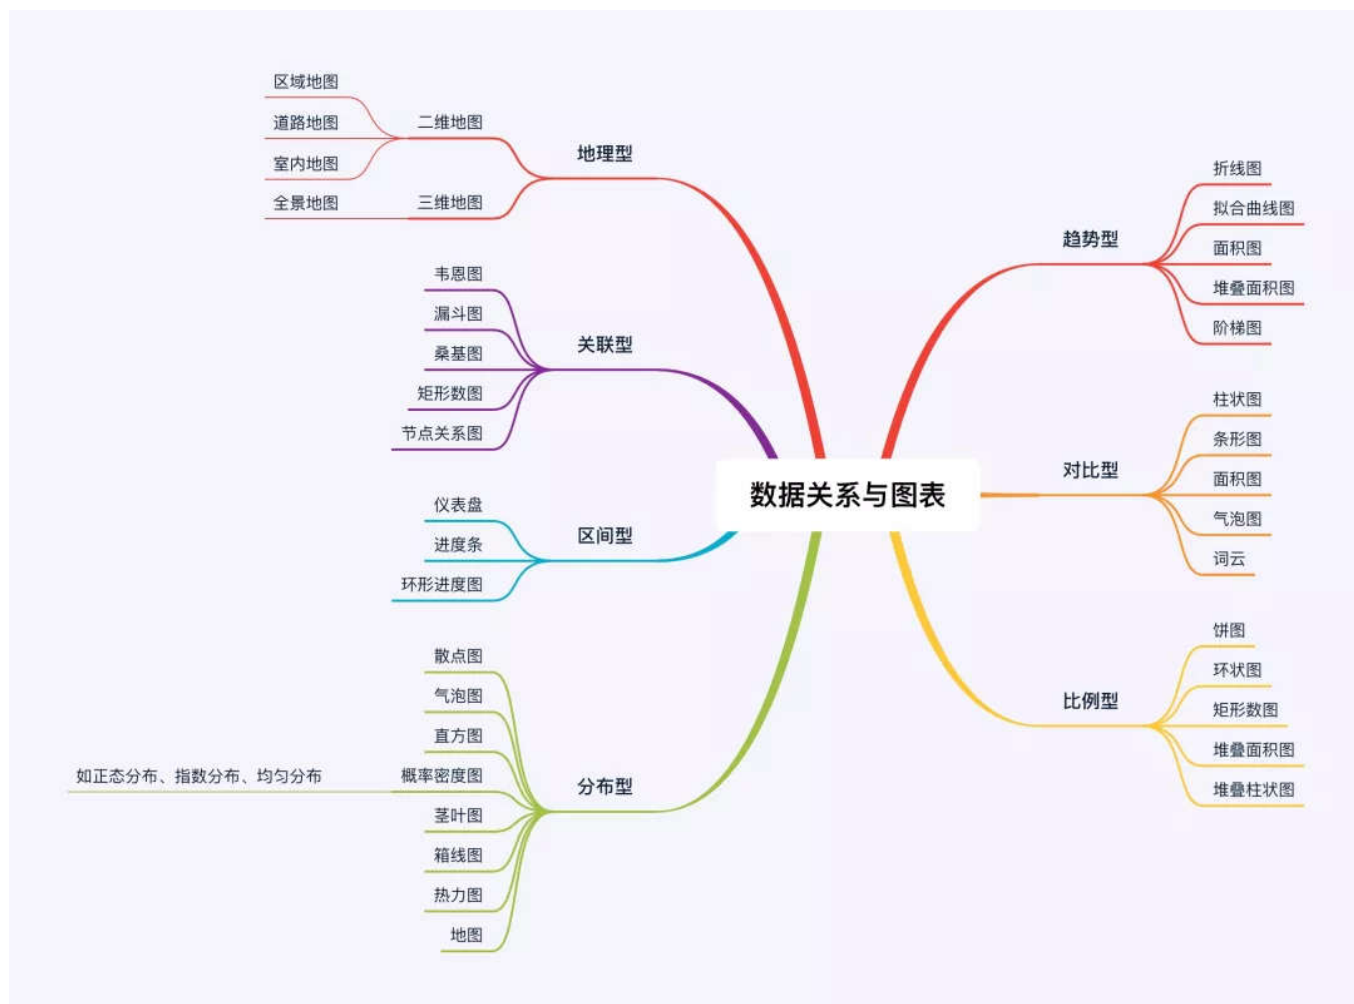 数据关系与图表
地理型
二维地图
区域地图
道路地图
室内地图
三维地图
全景地图
关联型
韦恩图
漏斗图
桑基图
矩形数图
节点关系图
区间型
仪表盘
进度条
环形进度图
分布型
散点图
气泡图
直方图
概率密度图
如正态分布、指数分布、均匀分布
茎叶图
箱线图
热力图
地图
趋势型
折线图
拟合曲线图
面积图
堆叠面积图
阶梯图
对比型
柱状图
条形图
面积图
气泡图
词云
比例型
饼图
环状图
矩形数图
堆叠面积图
堆叠柱状图